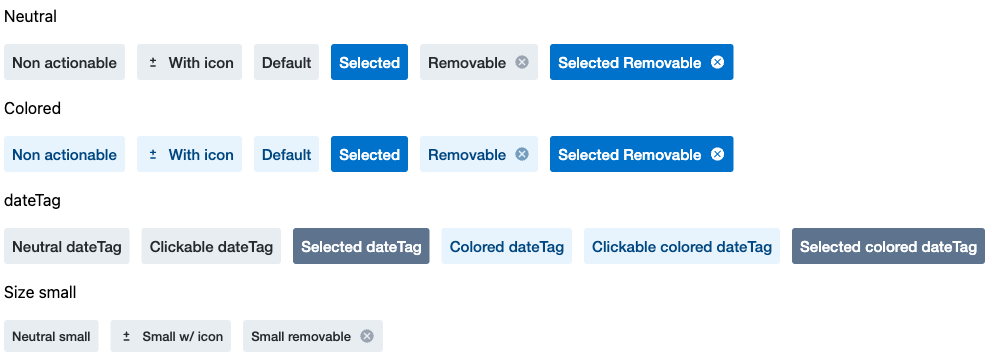 Neutral
Non actionable ± With icon Default Selected Removable Selected Removable
Colored
Non actionable ± With icon Default Selected Removable Selected Removable
dateTag
Neutral dateTag Clickable dateTag Selected dateTag Colored dateTag Clickable colored dateTag Selected colored dateTag
Size small
Neutral small ± Small w/ icon Small removable